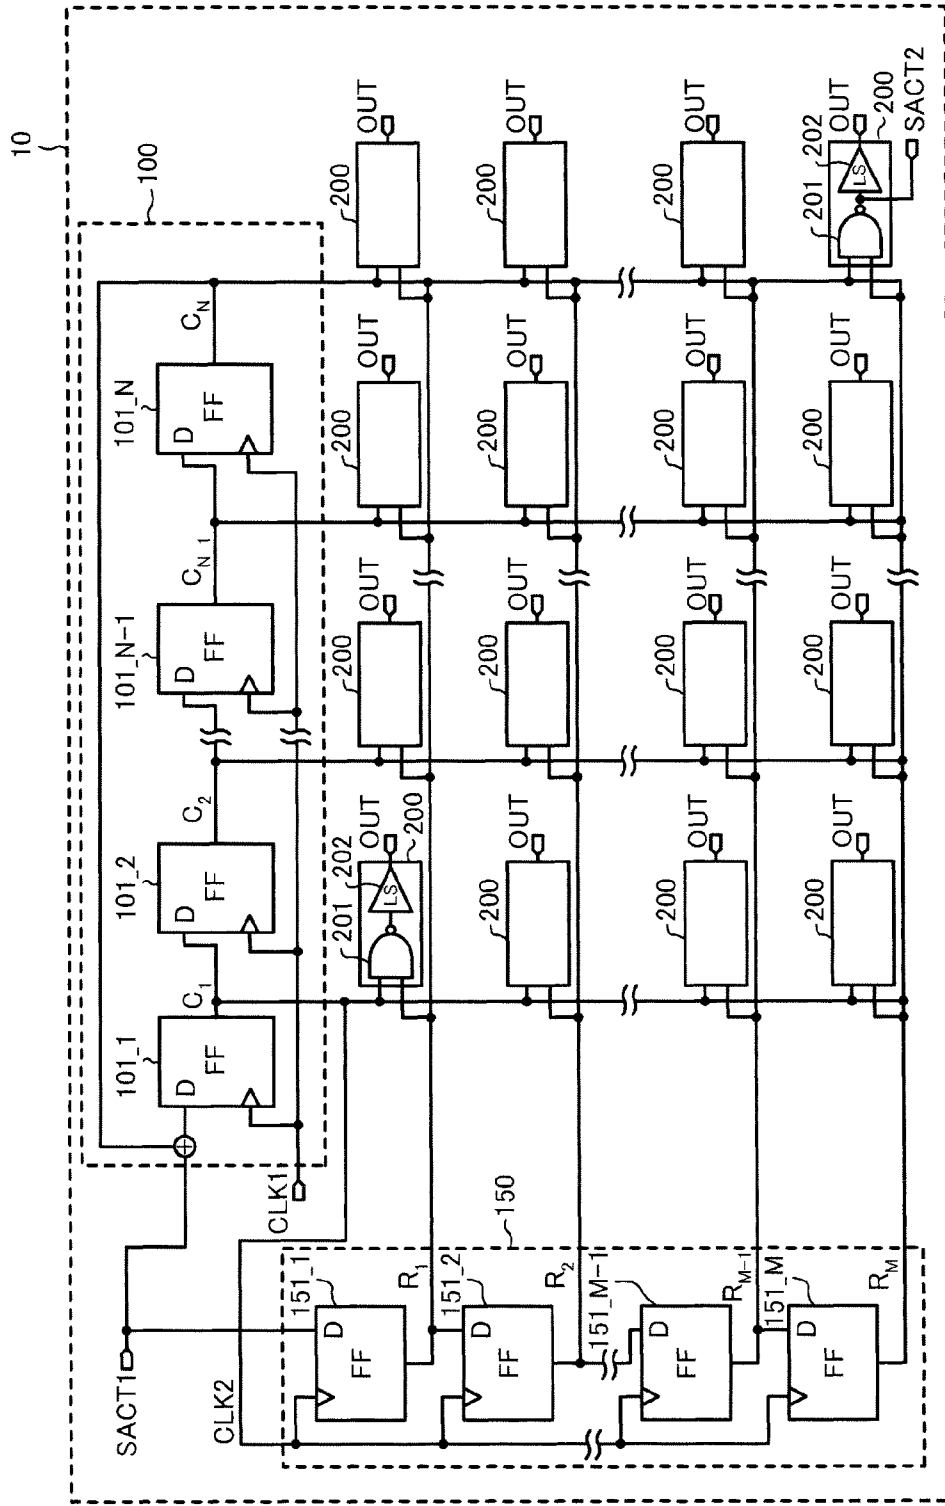 10
100
101_1
101_2
101_N-1
101_N
D
FF
D
FF
D
FF
D
FF
C1
C2
CN 1
CN
SACT1
CLK1
CLK2
150
151_1
D
FF
R1
151_2
D
FF
R2
151_M-1
D
FF
RM-1
151_M
D
FF
RM
201
202
LS
OUT
200
200
OUT
200
OUT
200
OUT
200
OUT
200
OUT
200
OUT
200
OUT
200
OUT
200
OUT
200
OUT
200
OUT
200
OUT
200
OUT
200
OUT
201
202
LS
OUT
200
SACT2